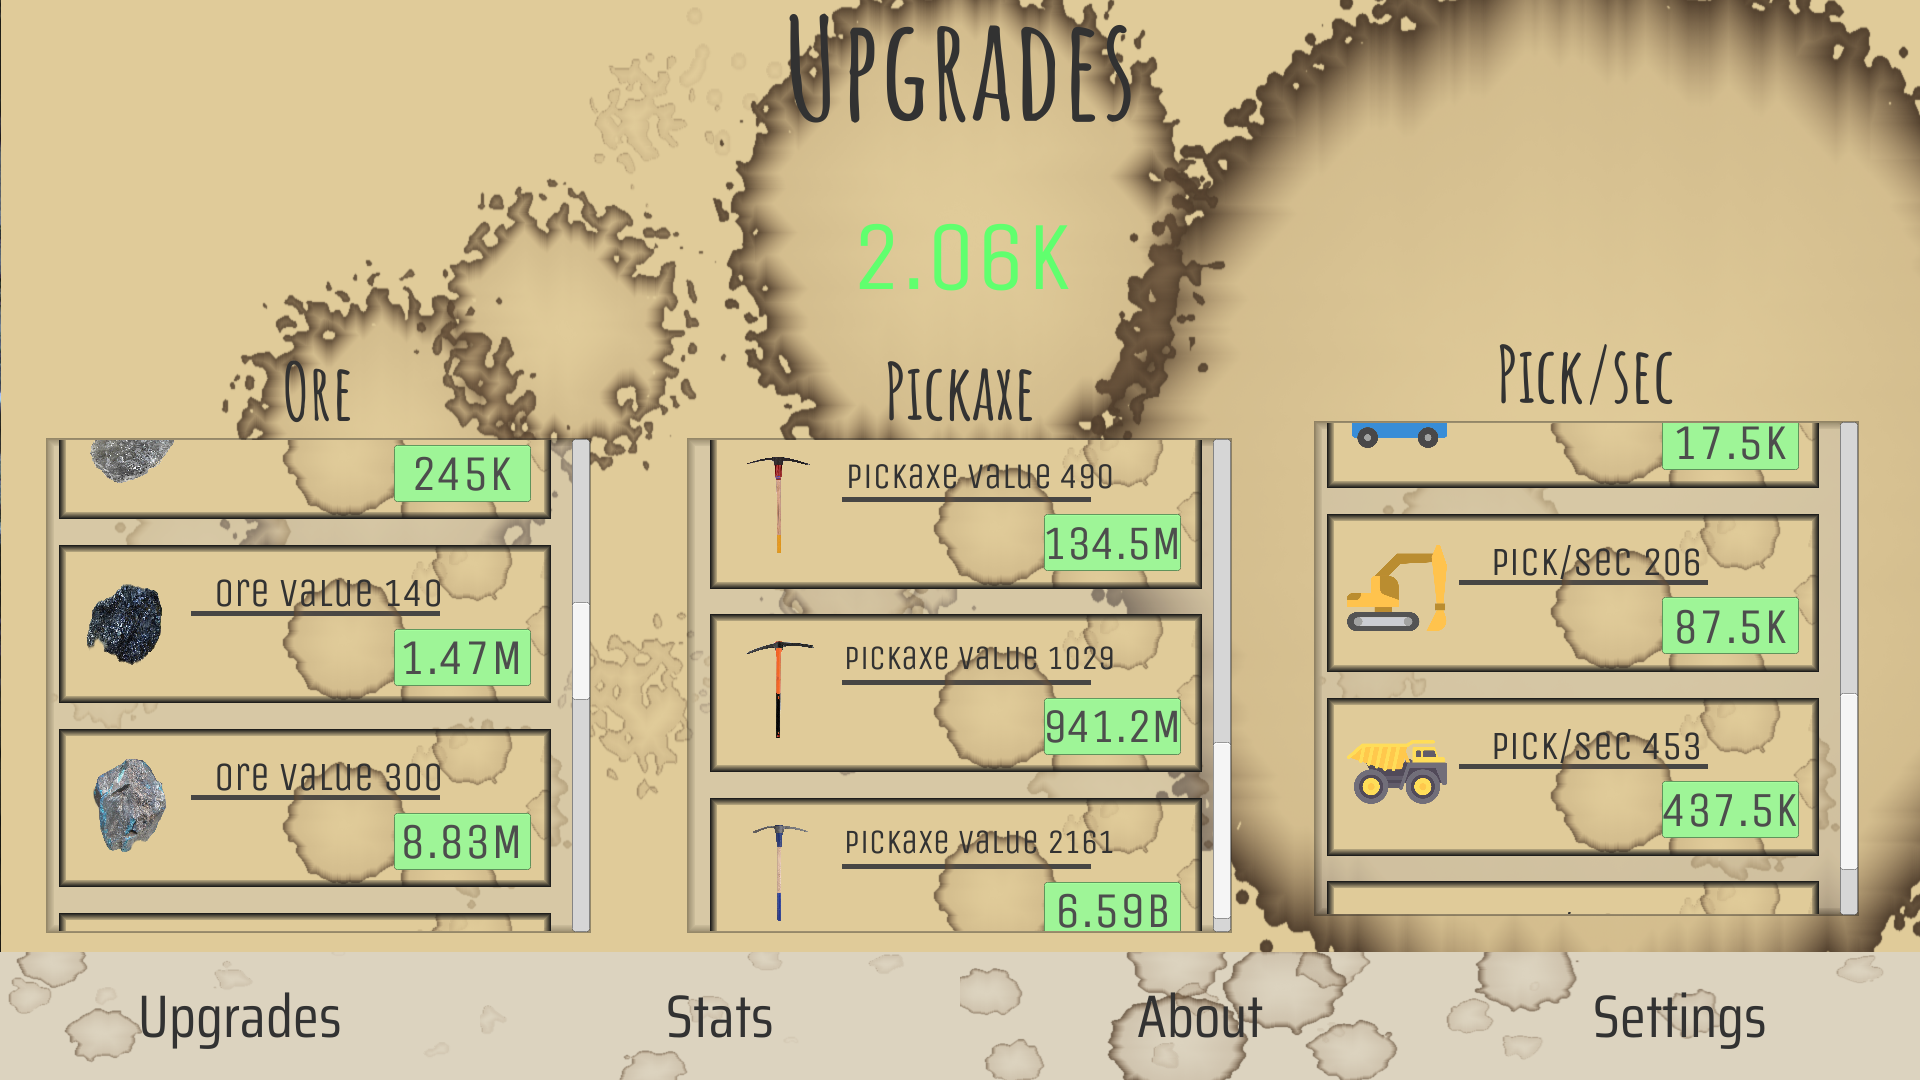 Upgrades
2.06K
Ore
245K
Ore Value 140
1.47M
Ore Value 300
8.83M
Pickaxe
Pickaxe Value 490
134.5M
Pickaxe Value 1029
941.2M
Pickaxe Value 2161
6.59B
Pick/sec
17.5K
Pick/Sec 206
87.5K
Pick/Sec 453
437.5K
Upgrades
Stats
About
Settings